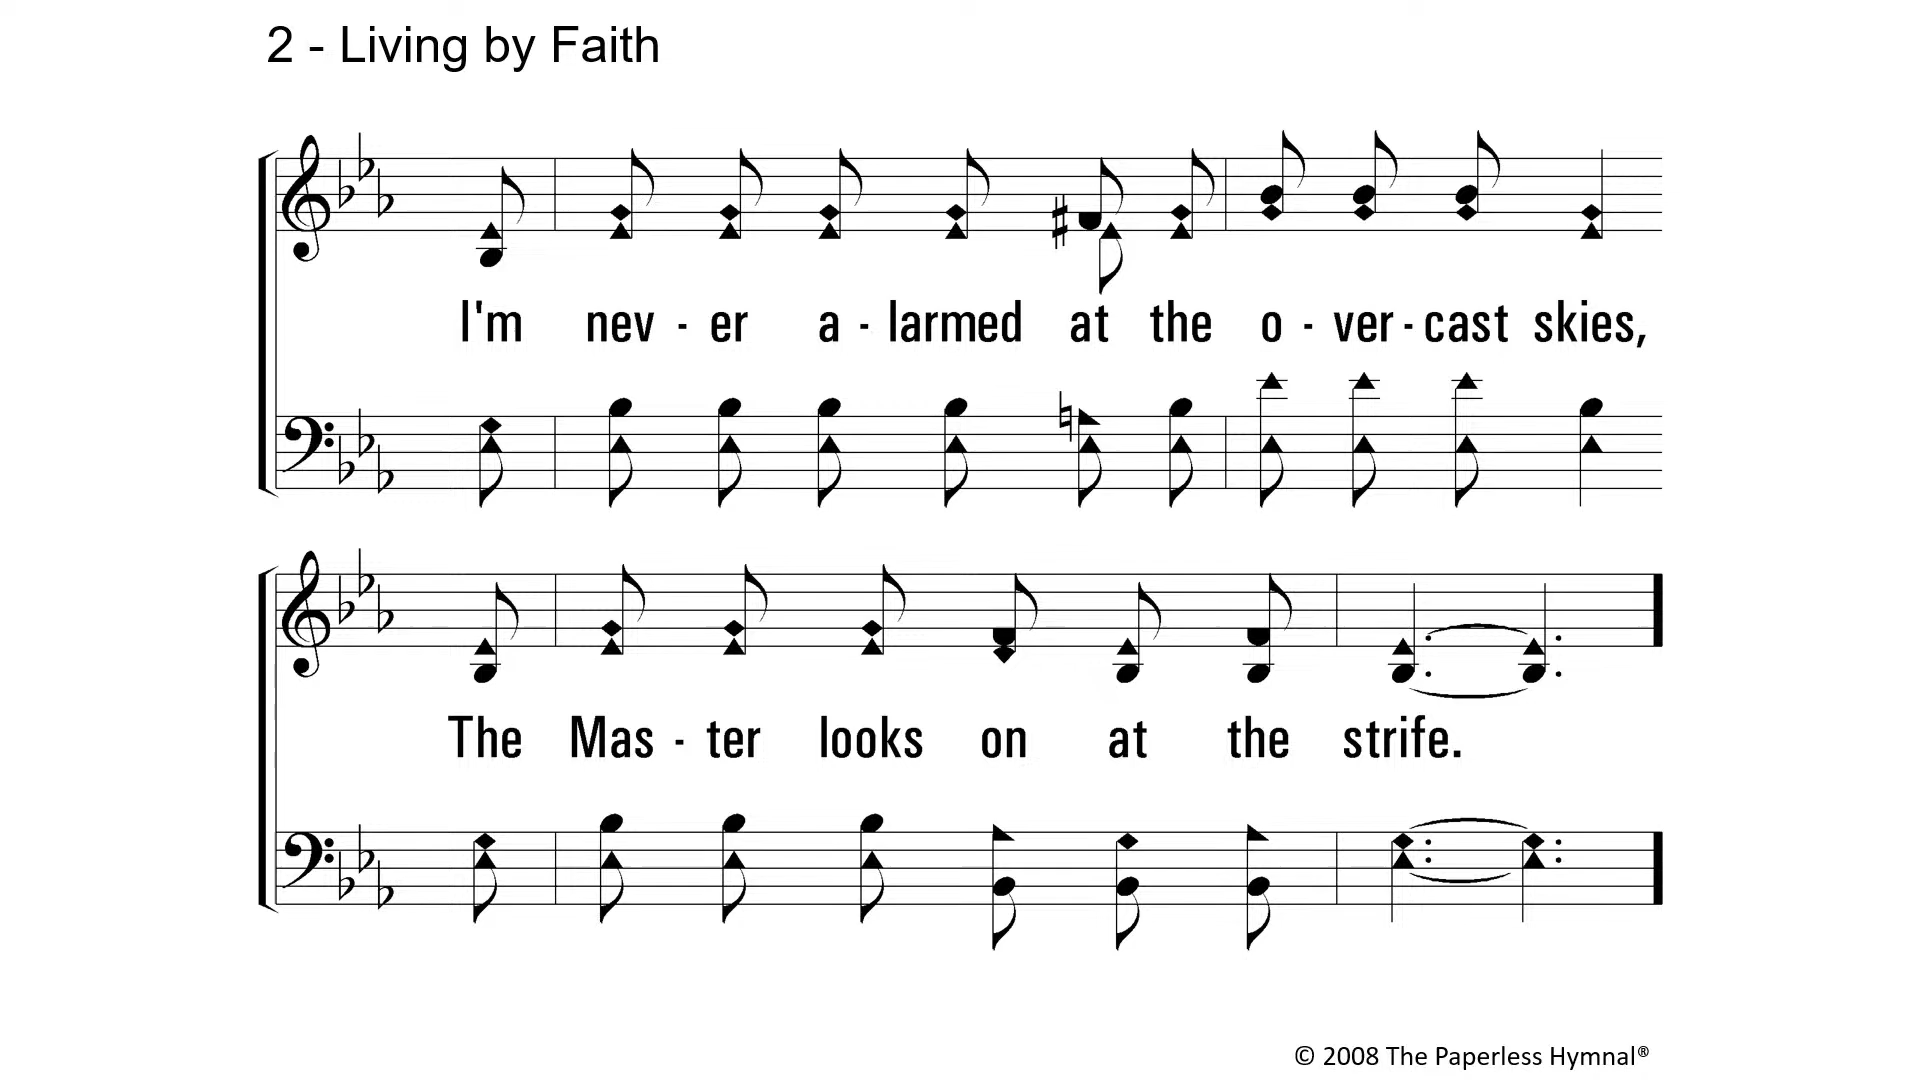 2 - Living by Faith
I'm nev - er a - larmed at the o - ver - cast skies,
The Mas - ter looks on at the strife.
© 2008 The Paperless Hymnal®